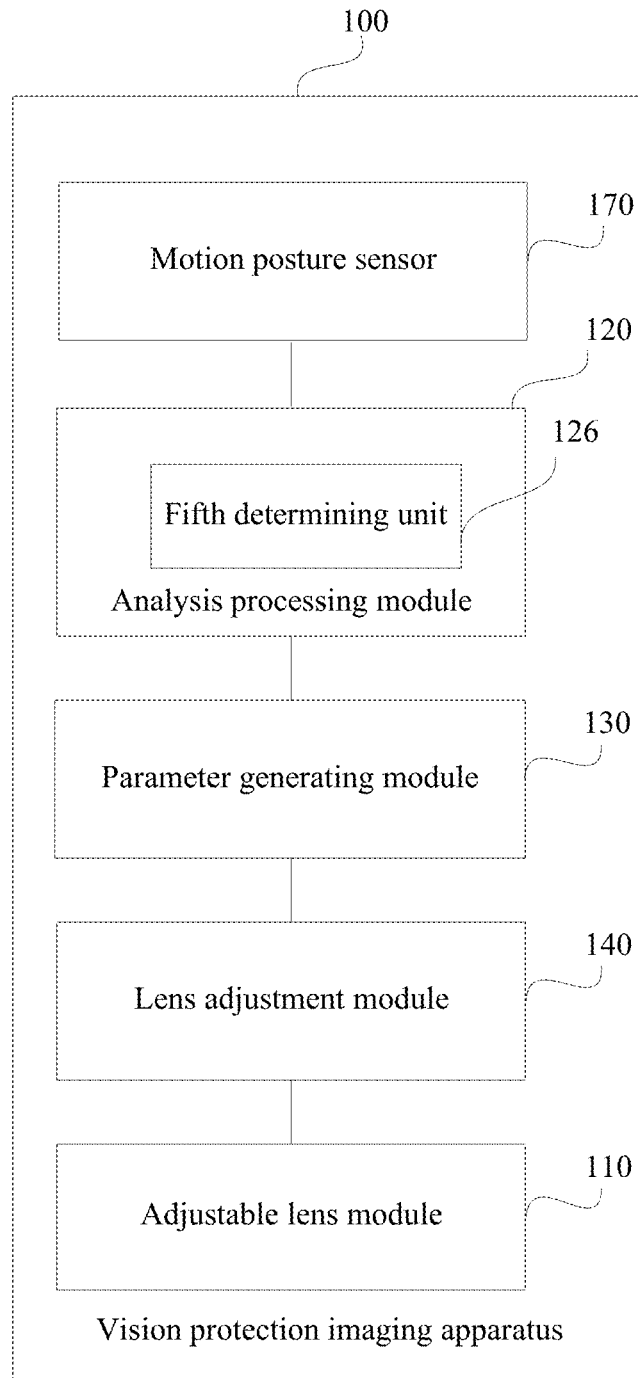 100
170
Motion posture sensor
120
126
Fifth determining unit
Analysis processing module
130
Parameter generating module
140
Lens adjustment module
110
Adjustable lens module
Vision protection imaging apparatus